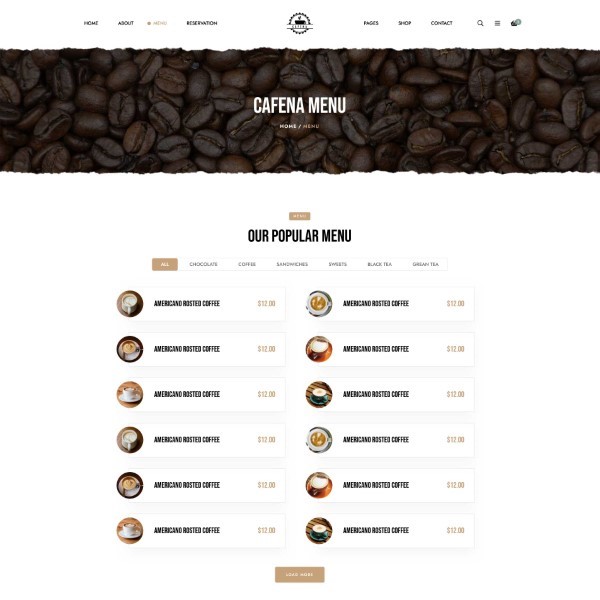 HOME ABOUT MENU RESERVATION PAGES SHOP CONTACT
CAFENA MENU
HOME / MENU
MENU
OUR POPULAR MENU
ALL CHOCOLATE COFFEE SANDWICHES SWEETS BLACK TEA GREAN TEA
AMERICANO ROSTED COFFEE $12.00 AMERICANO ROSTED COFFEE $12.00
AMERICANO ROSTED COFFEE $12.00 AMERICANO ROSTED COFFEE $12.00
AMERICANO ROSTED COFFEE $12.00 AMERICANO ROSTED COFFEE $12.00
AMERICANO ROSTED COFFEE $12.00 AMERICANO ROSTED COFFEE $12.00
AMERICANO ROSTED COFFEE $12.00 AMERICANO ROSTED COFFEE $12.00
AMERICANO ROSTED COFFEE $12.00 AMERICANO ROSTED COFFEE $12.00
LOAD MORE